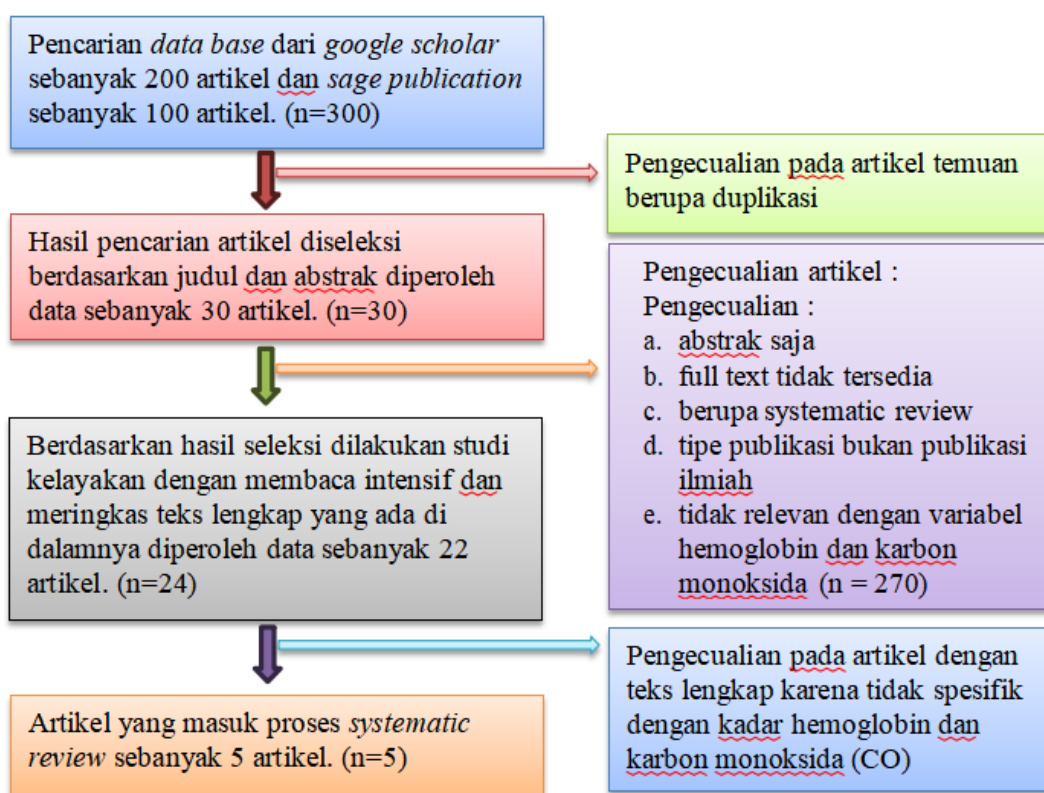 Pencarian data base dari google scholar
sebanyak 200 artikel dan sage publication
sebanyak 100 artikel. (n=300)
Pengecualian pada artikel temuan
berupa duplikasi
Hasil pencarian artikel diseleksi
berdasarkan judul dan abstrak diperoleh
data sebanyak 30 artikel. (n=30)
Pengecualian artikel :
Pengecualian :
a. abstrak saja
b. full text tidak tersedia
c. berupa systematic review
d. tipe publikasi bukan publikasi
ilmiah
e. tidak relevan dengan variabel
hemoglobin dan karbon
monoksida (n = 270)
Berdasarkan hasil seleksi dilakukan studi
kelayakan dengan membaca intensif dan
meringkas teks lengkap yang ada di
dalamnya diperoleh data sebanyak 22
artikel. (n=24)
Pengecualian pada artikel dengan
teks lengkap karena tidak spesifik
dengan kadar hemoglobin dan
karbon monoksida (CO)
Artikel yang masuk proses systematic
review sebanyak 5 artikel. (n=5)